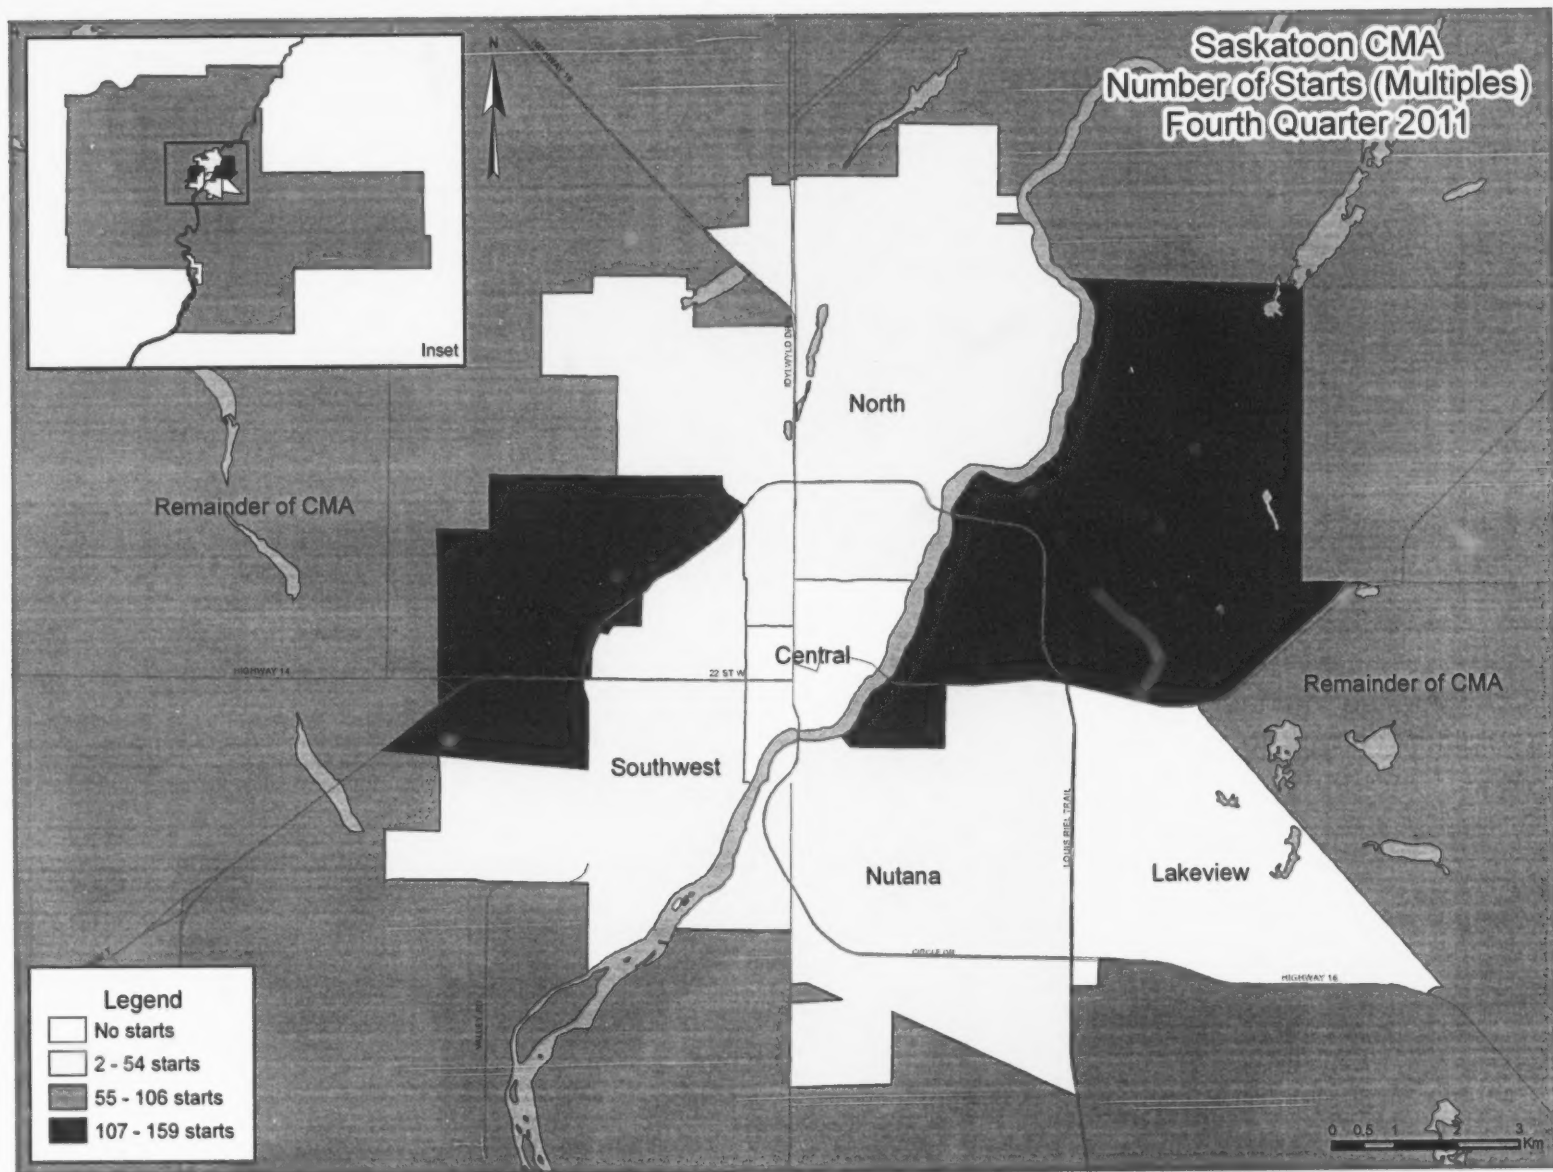 Saskatoon CMA
Number of Starts (Multiples)
Fourth Quarter 2011
N
Inset
IDYLWYLD DR
North
Remainder of CMA
HIGHWAY 14
22 ST W
Central
Remainder of CMA
Southwest
LOUIS RIEL TRAIL
Nutana
Lakeview
CIRCLE DR
HIGHWAY 16
Legend
No starts
2 - 54 starts
55 - 106 starts
107 - 159 starts
0 0.5 1 2 3
Km